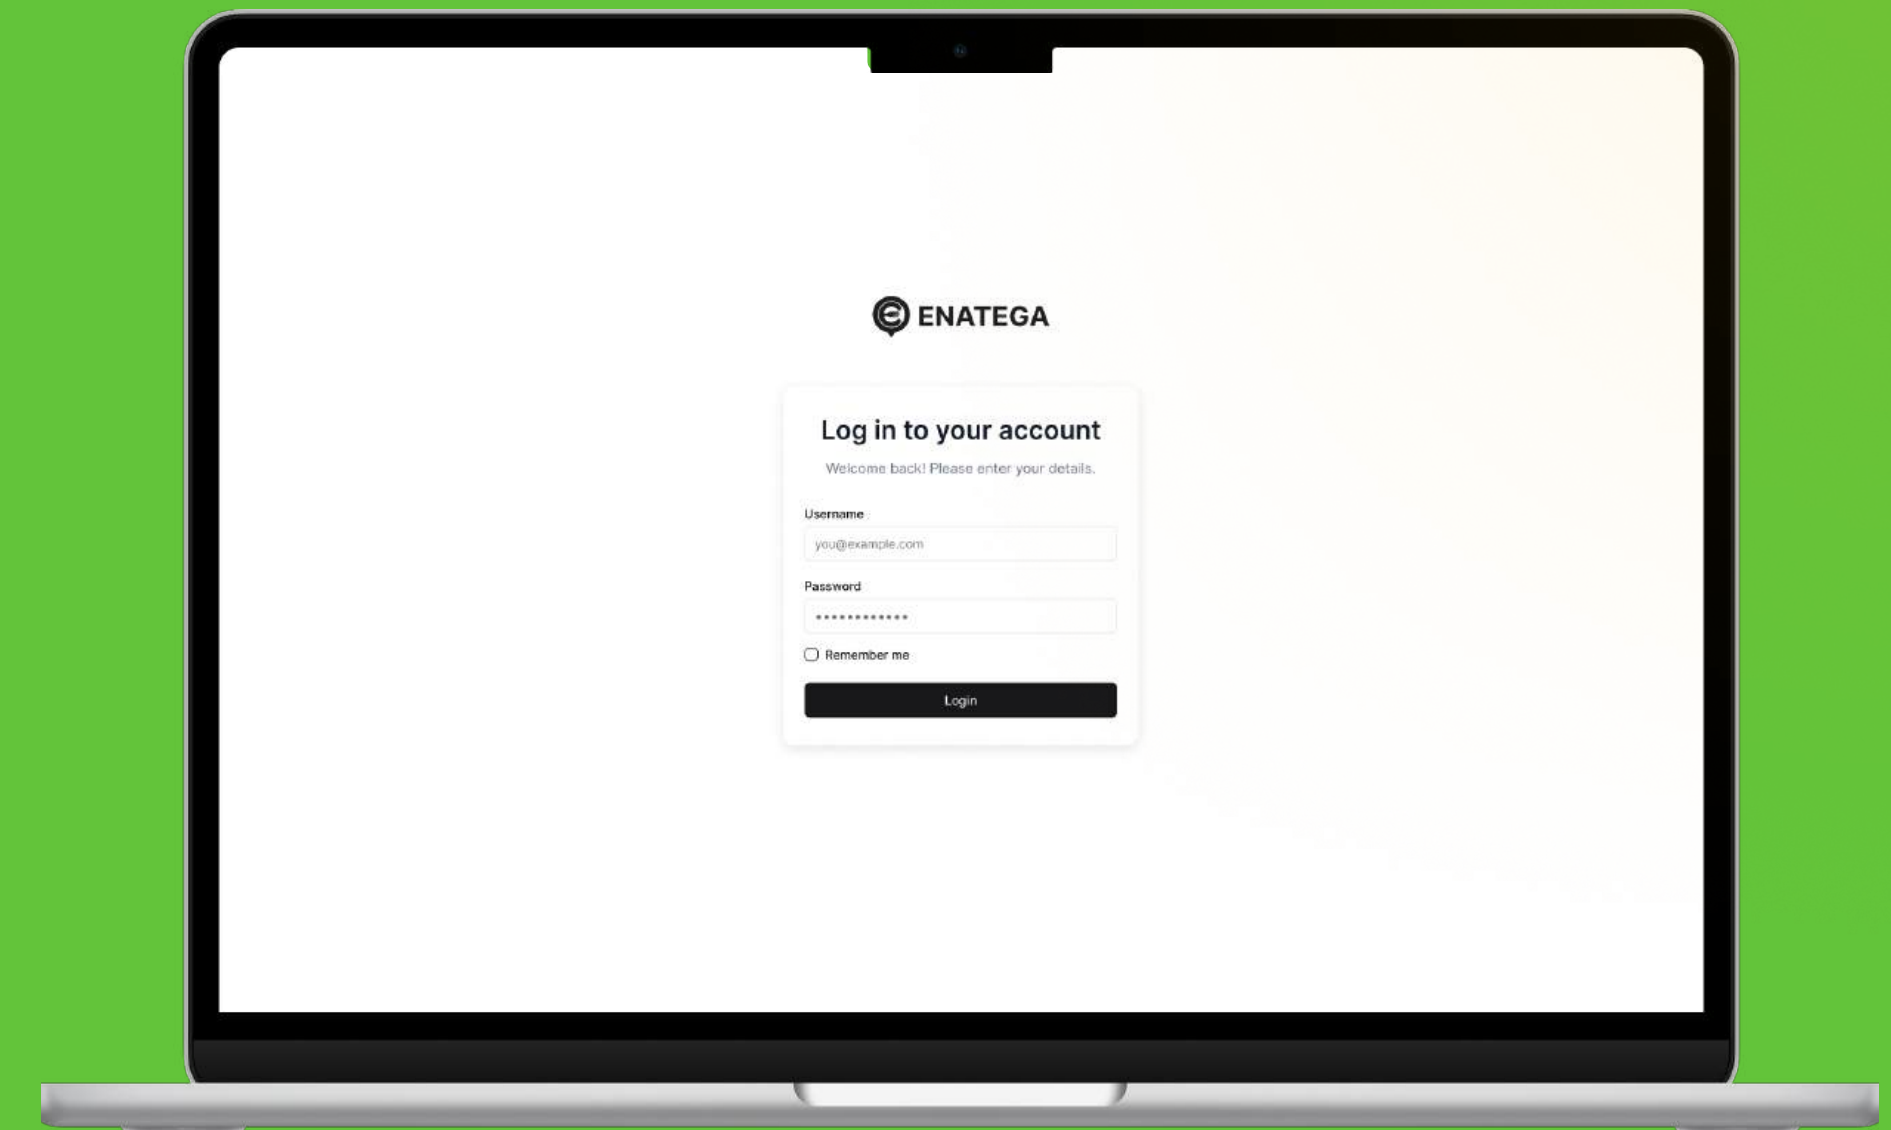 ENATEGA
Log in to your account
Welcome back! Please enter your details.
Username
you@example.com
Password
••••••••••••
Remember me
Login